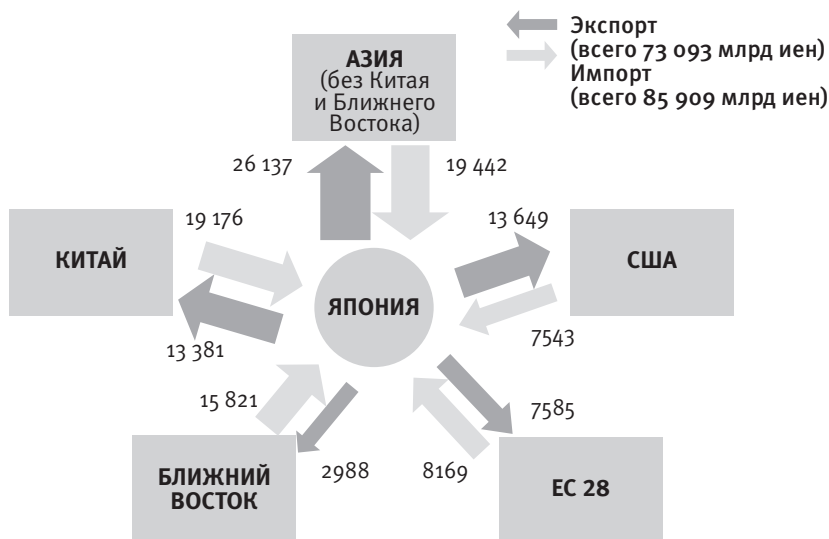 Экспорт
(всего 73 093 млрд иен)
Импорт
(всего 85 909 млрд иен)
АЗИЯ
(без Китая
и Ближнего
Востока)
26 137
19 442
19 176
13 649
КИТАЙ
США
ЯПОНИЯ
13 381
7543
15 821
7585
2988
8169
БЛИЖНИЙ
ВОСТОК
ЕС 28